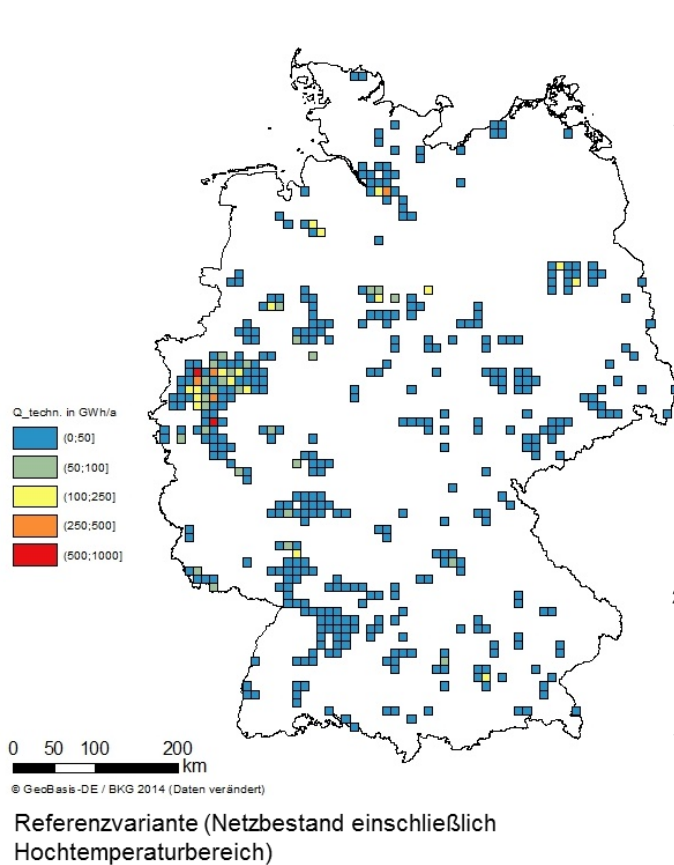 Q_techn. in GWh/a
(0;50]
(50;100]
(100;250]
(250;500]
(500;1000]
0 50 100 200
km
© GeoBasis-DE / BKG 2014 (Daten verändert)
Referenzvariante (Netzbestand einschließlich
Hochtemperaturbereich)